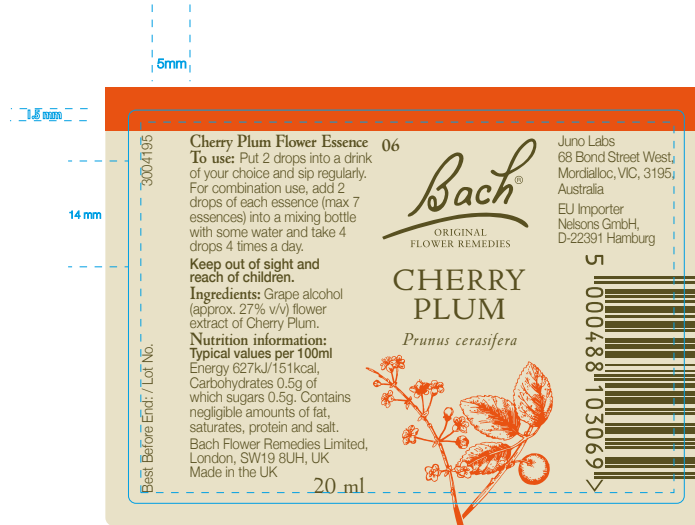 5mm
1.5 mm
14 mm
3004195
Best Before End: / Lot No.
Cherry Plum Flower Essence
To use: Put 2 drops into a drink
of your choice and sip regularly.
For combination use, add 2
drops of each essence (max 7
essences) into a mixing bottle
with some water and take 4
drops 4 times a day.
Keep out of sight and
reach of children.
Ingredients: Grape alcohol
(approx. 27% v/v) flower
extract of Cherry Plum.
Nutrition information:
Typical values per 100ml
Energy 627kJ/151kcal,
Carbohydrates 0.5g of
which sugars 0.5g. Contains
negligible amounts of fat,
saturates, protein and salt.
Bach Flower Remedies Limited,
London, SW19 8UH, UK
Made in the UK
20 ml
06
Bach®
ORIGINAL
FLOWER REMEDIES
CHERRY
PLUM
Prunus cerasifera
Juno Labs
68 Bond Street West,
Mordialloc, VIC, 3195,
Australia
EU Importer
Nelsons GmbH,
D-22391 Hamburg
5 000488 103069 >